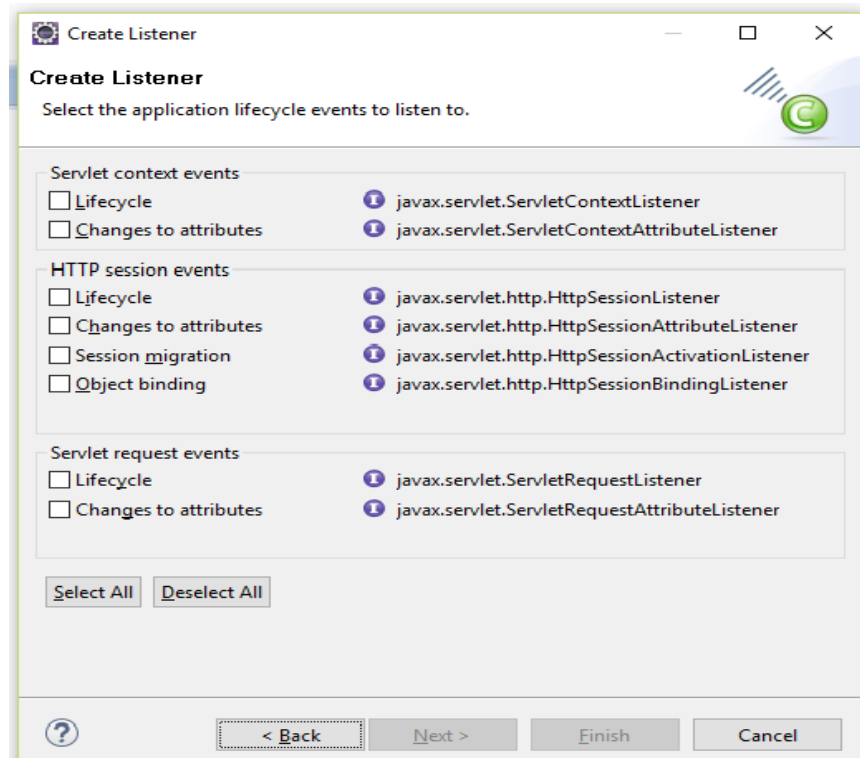 Create Listener
Create Listener
Select the application lifecycle events to listen to.
C
Servlet context events
Lifecycle I javax.servlet.ServletContextListener
Changes to attributes I javax.servlet.ServletContextAttributeListener
HTTP session events
Lifecycle I javax.servlet.http.HttpSessionListener
Changes to attributes I javax.servlet.http.HttpSessionAttributeListener
Session migration I javax.servlet.http.HttpSessionActivationListener
Object binding I javax.servlet.http.HttpSessionBindingListener
Servlet request events
Lifecycle I javax.servlet.ServletRequestListener
Changes to attributes I javax.servlet.ServletRequestAttributeListener
Select All Deselect All
? < Back Next > Finish Cancel